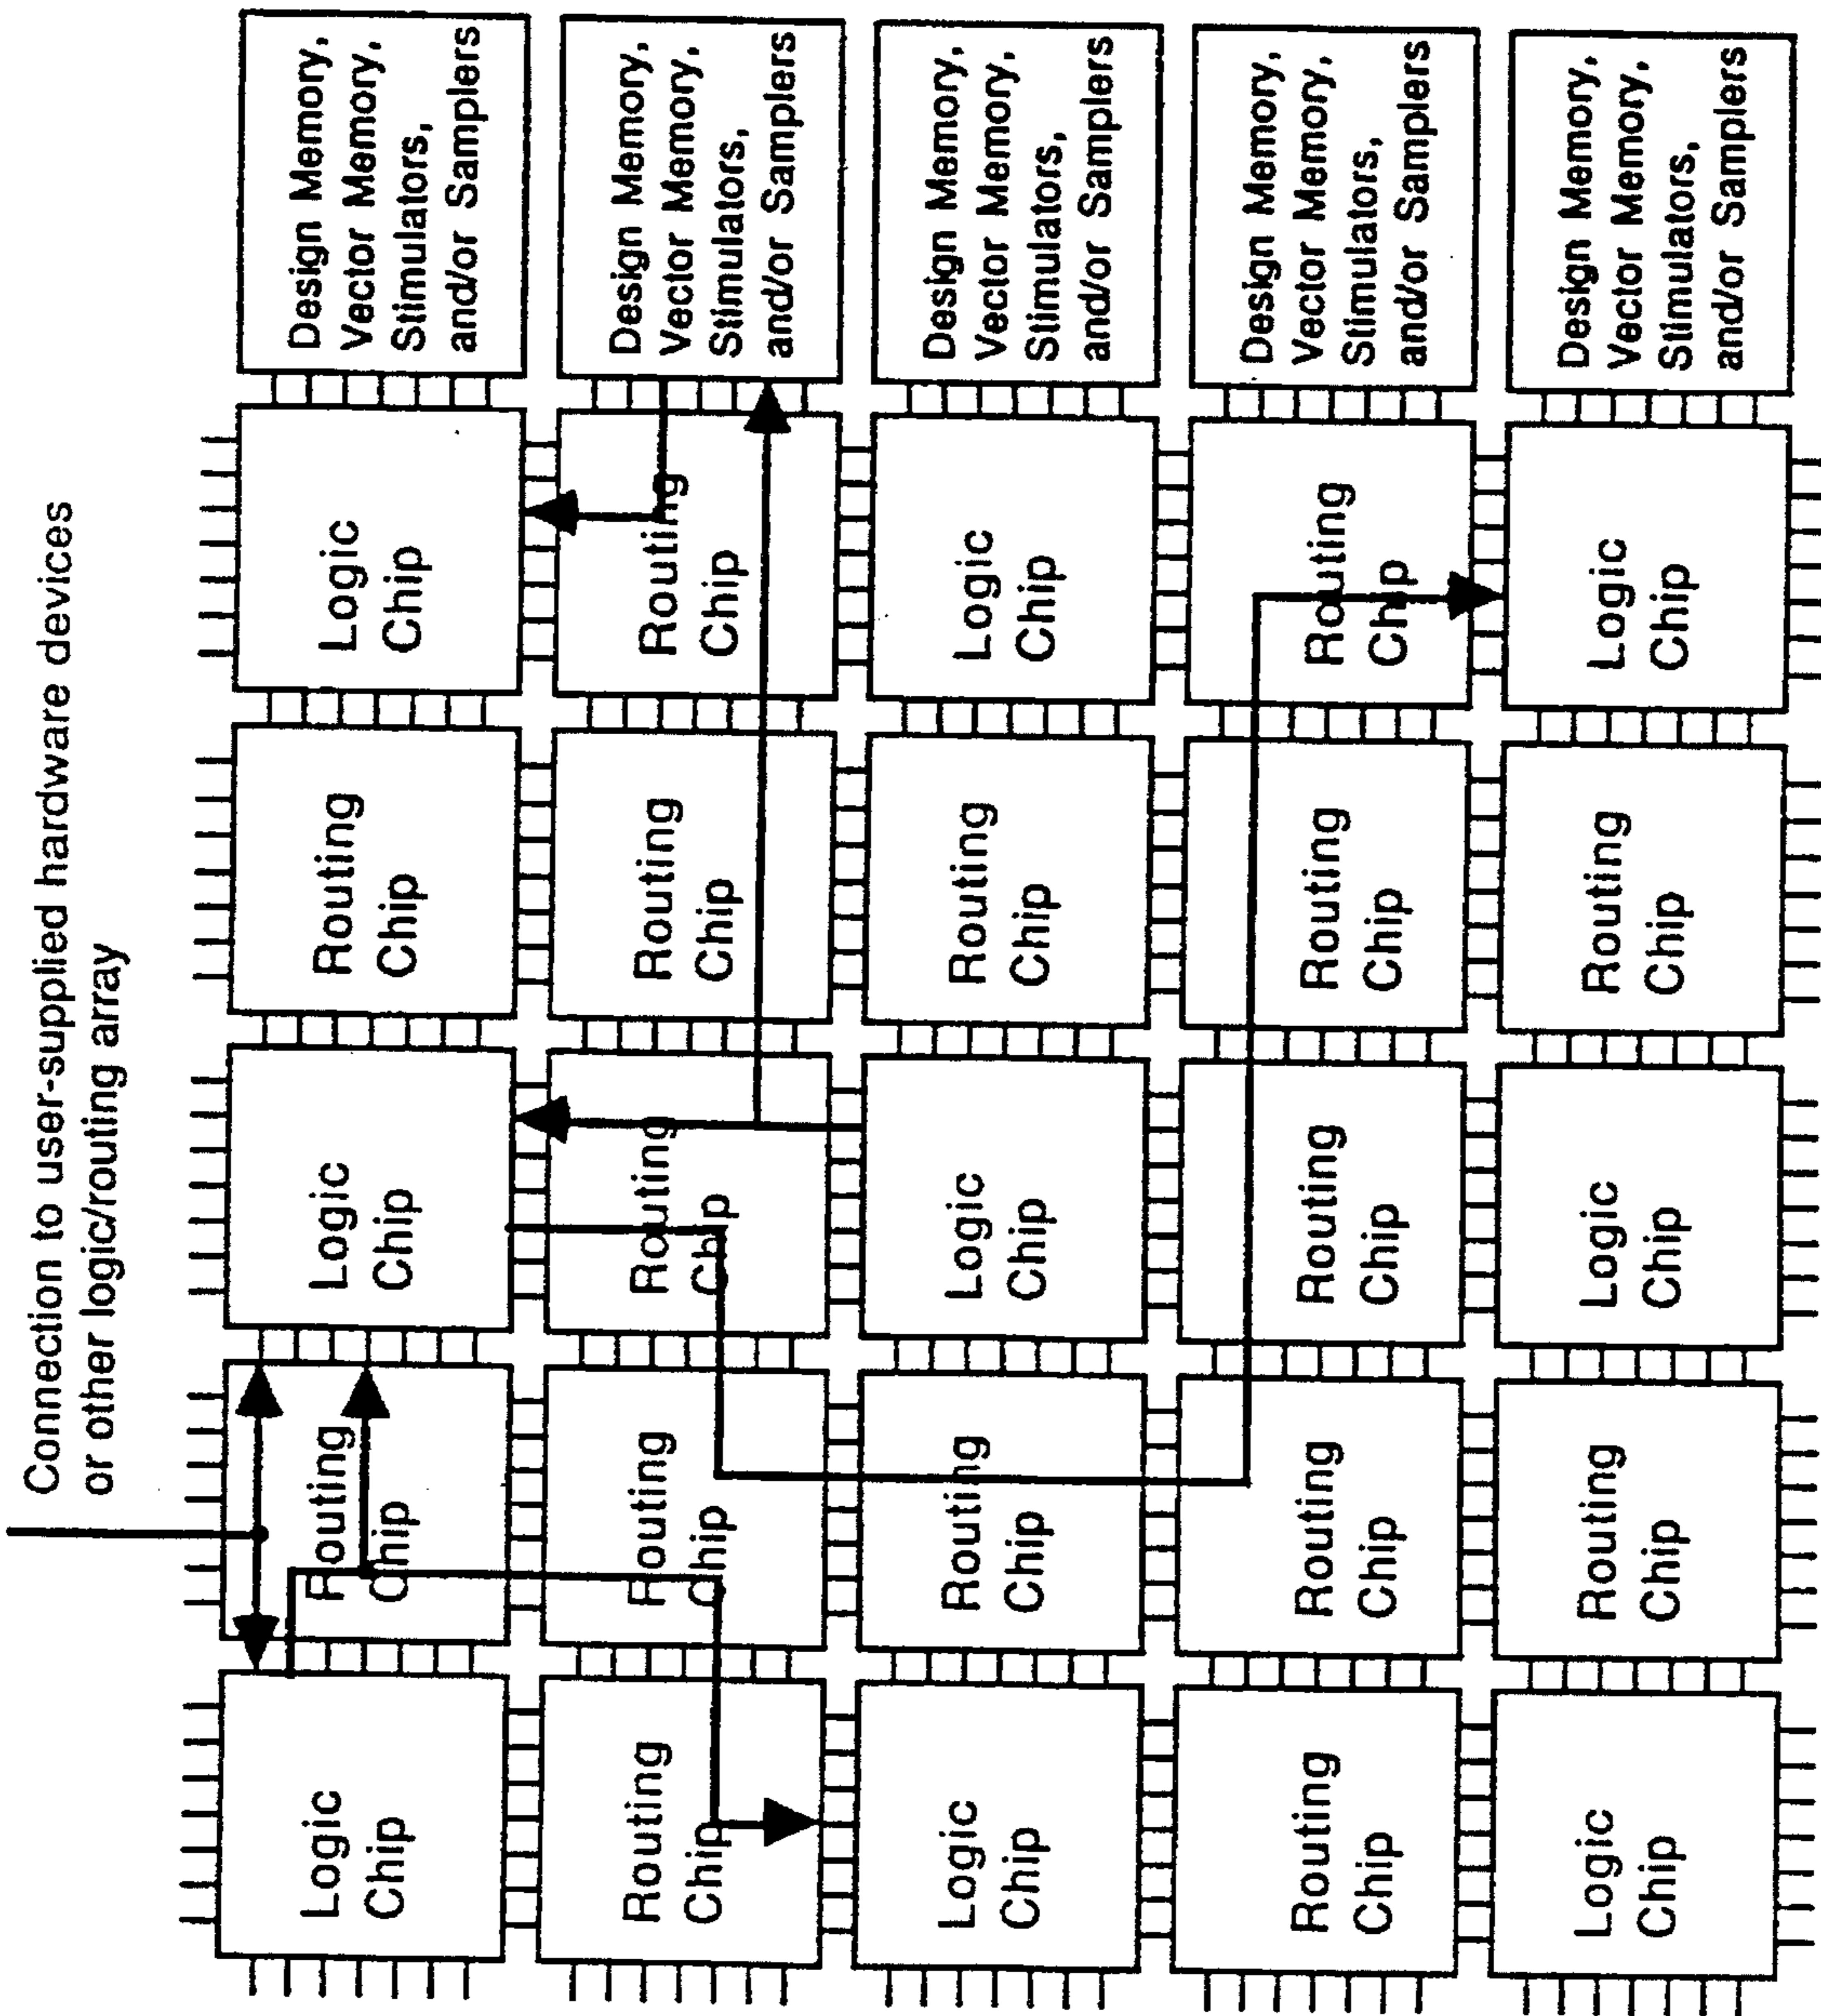 Connection to user-supplied hardware devices
or other logic/routing array
Logic
Chip
Routing
Chip
Logic
Chip
Routing
Chip
Logic
Chip
Design Memory,
Vector Memory,
Stimulators,
and/or Samplers
Routing
Chip
Routing
Chip
Routing
Chip
Routing
Chip
Routing
Chip
Design Memory,
Vector Memory,
Stimulators,
and/or Samplers
Logic
Chip
Routing
Chip
Logic
Chip
Routing
Chip
Logic
Chip
Design Memory,
Vector Memory,
Stimulators,
and/or Samplers
Routing
Chip
Routing
Chip
Routing
Chip
Routing
Chip
Routing
Chip
Design Memory,
Vector Memory,
Stimulators,
and/or Samplers
Logic
Chip
Routing
Chip
Logic
Chip
Routing
Chip
Logic
Chip
Design Memory,
Vector Memory,
Stimulators,
and/or Samplers